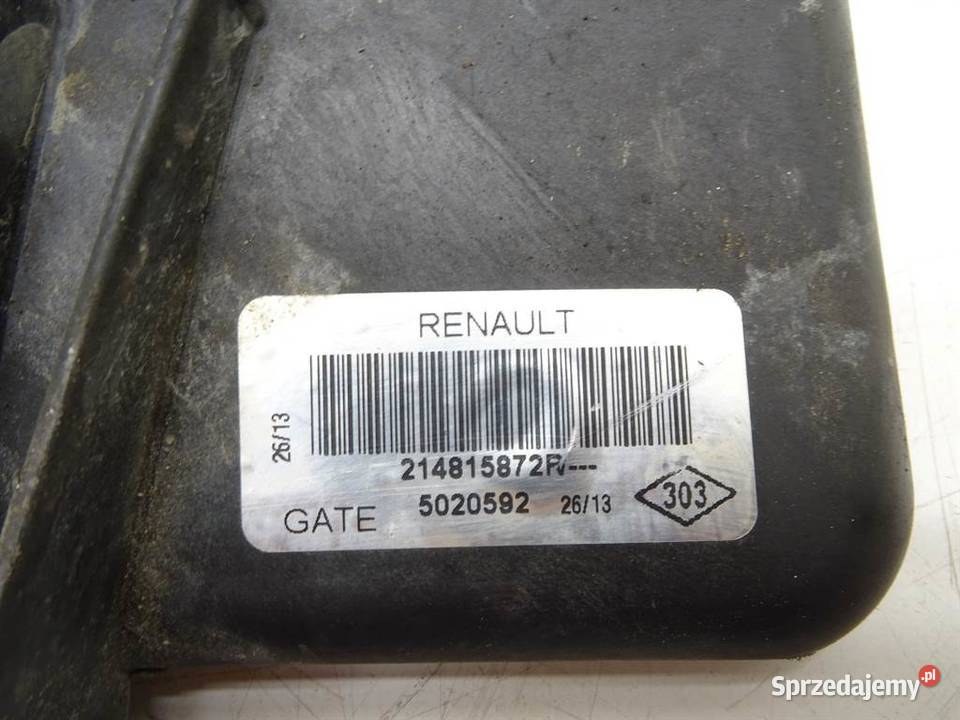 RENAULT
26/13
214815872R/---
GATE 5020592 26/13 303
Sprzedajemy.pl